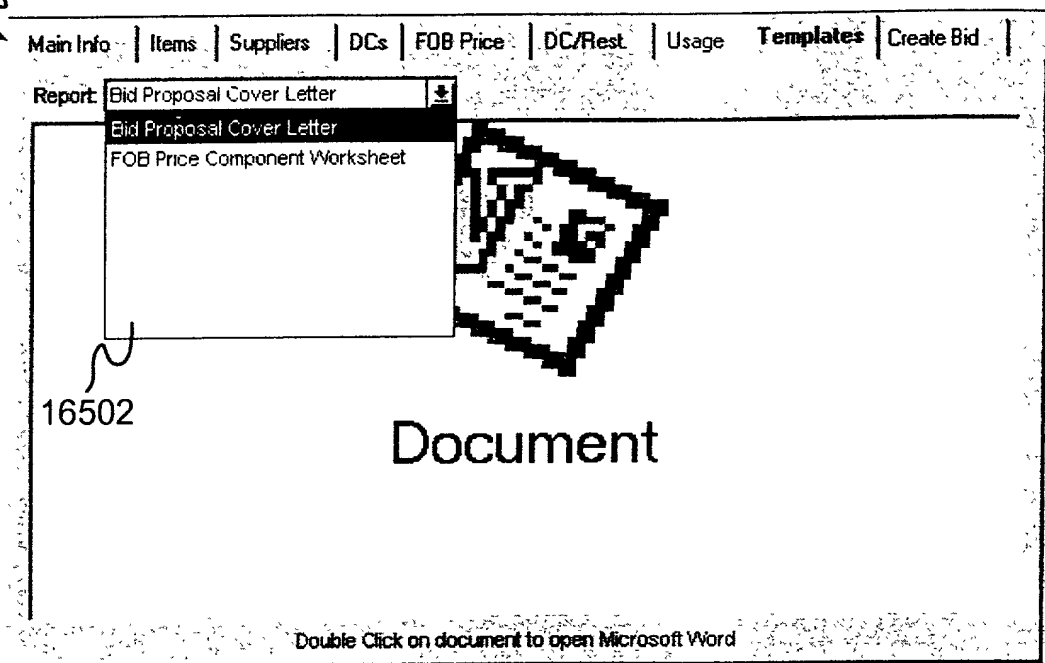 Main Info Items Suppliers DCs FOB Price DC/Rest. Usage Templates Create Bid
Report: Bid Proposal Cover Letter
Bid Proposal Cover Letter
FOB Price Component Worksheet
16502
Document
Double Click on document to open Microsoft Word